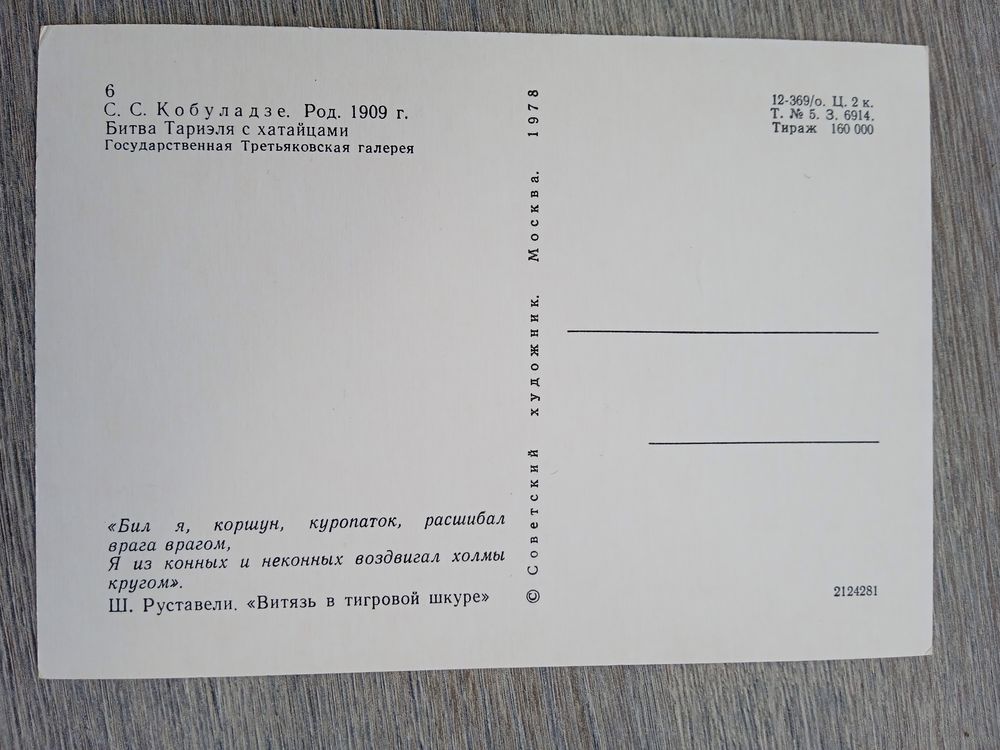 6
С. С. Кобуладзе. Род. 1909 г.
Битва Тариэля с хатайцами
Государственная Третьяковская галерея
«Бил я, коршун, куропаток, расшибал
врага врагом,
Я из конных и неконных воздвигал холмы
кругом».
Ш. Руставели. «Витязь в тигровой шкуре»
© Советский художник. Москва. 1978
12-369/о. Ц. 2 к.
Т. № 5. З. 6914.
Тираж 160 000
2124281